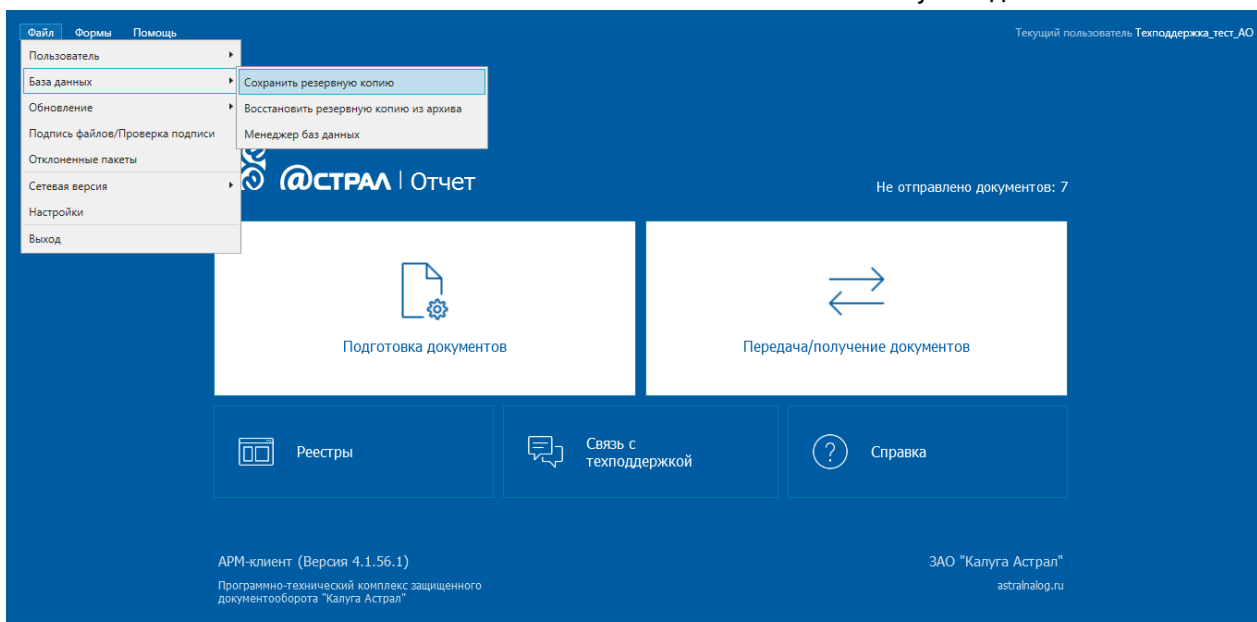 Файл Формы Помощь
Текущий пользователь Техподдержка_тест_АО
Пользователь
База данных
Обновление
Подпись файлов/Проверка подписи
Отклоненные пакеты
Сетевая версия
Настройки
Выход
Сохранить резервную копию
Восстановить резервную копию из архива
Менеджер баз данных
@СТРАЛ | Отчет
Не отправлено документов: 7
Подготовка документов
Передача/получение документов
Реестры
Связь с
техподдержкой
?
Справка
АРМ-клиент (Версия 4.1.56.1)
Программно-технический комплекс защищенного
документооборота "Калуга Астрал"
ЗАО "Калуга Астрал"
astralnalog.ru